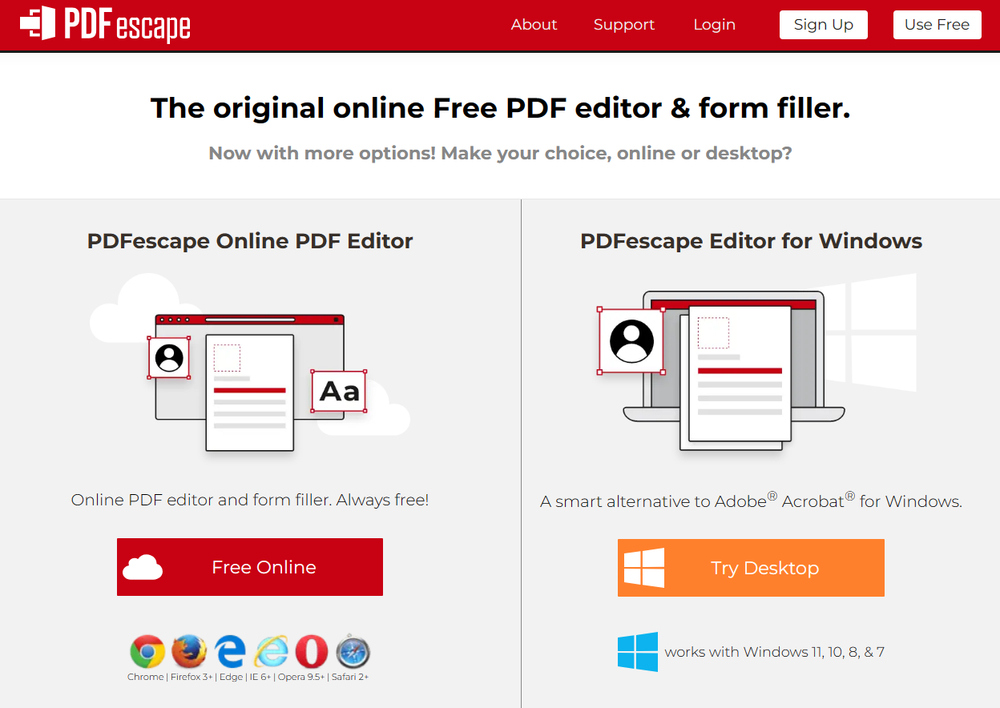 PDFescape
About Support Login Sign Up Use Free
The original online Free PDF editor & form filler.
Now with more options! Make your choice, online or desktop?
PDFescape Online PDF Editor
Aa
Online PDF editor and form filler. Always free!
Free Online
Chrome | Firefox 3+ | Edge | IE 6+ | Opera 9.5+ | Safari 2+
PDFescape Editor for Windows
A smart alternative to Adobe® Acrobat® for Windows.
Try Desktop
works with Windows 11, 10, 8, & 7